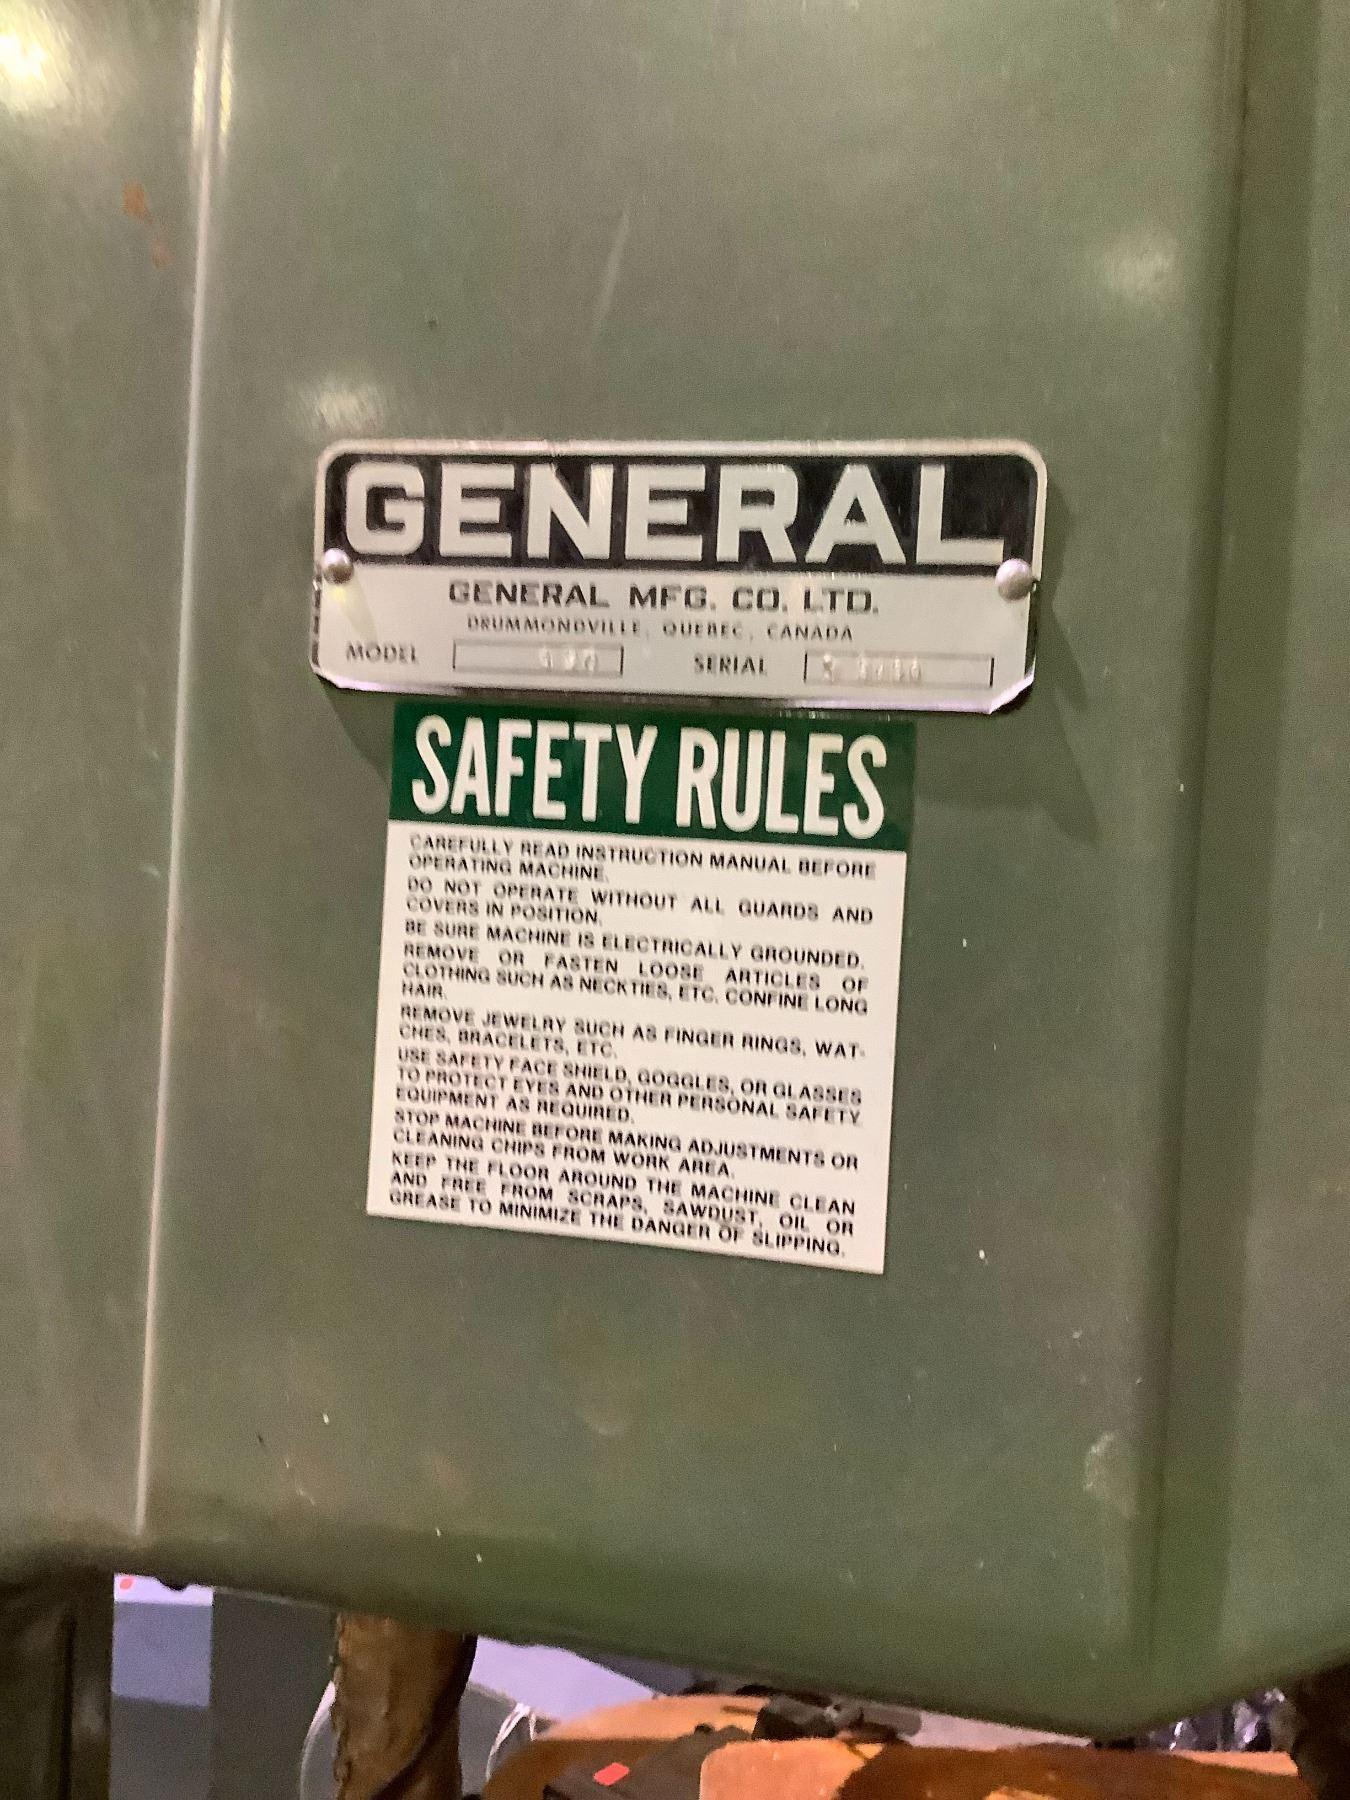 GENERAL
GENERAL MFG. CO. LTD.
DRUMMONDVILLE, QUEBEC, CANADA
MODEL SERIAL
SAFETY RULES
CAREFULLY READ INSTRUCTION MANUAL BEFORE
OPERATING MACHINE.
DO NOT OPERATE WITHOUT ALL GUARDS AND
COVERS IN POSITION.
BE SURE MACHINE IS ELECTRICALLY GROUNDED.
REMOVE OR FASTEN LOOSE ARTICLES OF
CLOTHING SUCH AS NECKTIES, ETC. CONFINE LONG
HAIR.
REMOVE JEWELRY SUCH AS FINGER RINGS, WAT-
CHES, BRACELETS, ETC.
USE SAFETY FACE SHIELD, GOGGLES, OR GLASSES
TO PROTECT EYES AND OTHER PERSONAL SAFETY
EQUIPMENT AS REQUIRED.
STOP MACHINE BEFORE MAKING ADJUSTMENTS OR
CLEANING CHIPS FROM WORK AREA.
KEEP THE FLOOR AROUND THE MACHINE CLEAN
AND FREE FROM SCRAPS, SAWDUST, OIL OR
GREASE TO MINIMIZE THE DANGER OF SLIPPING.